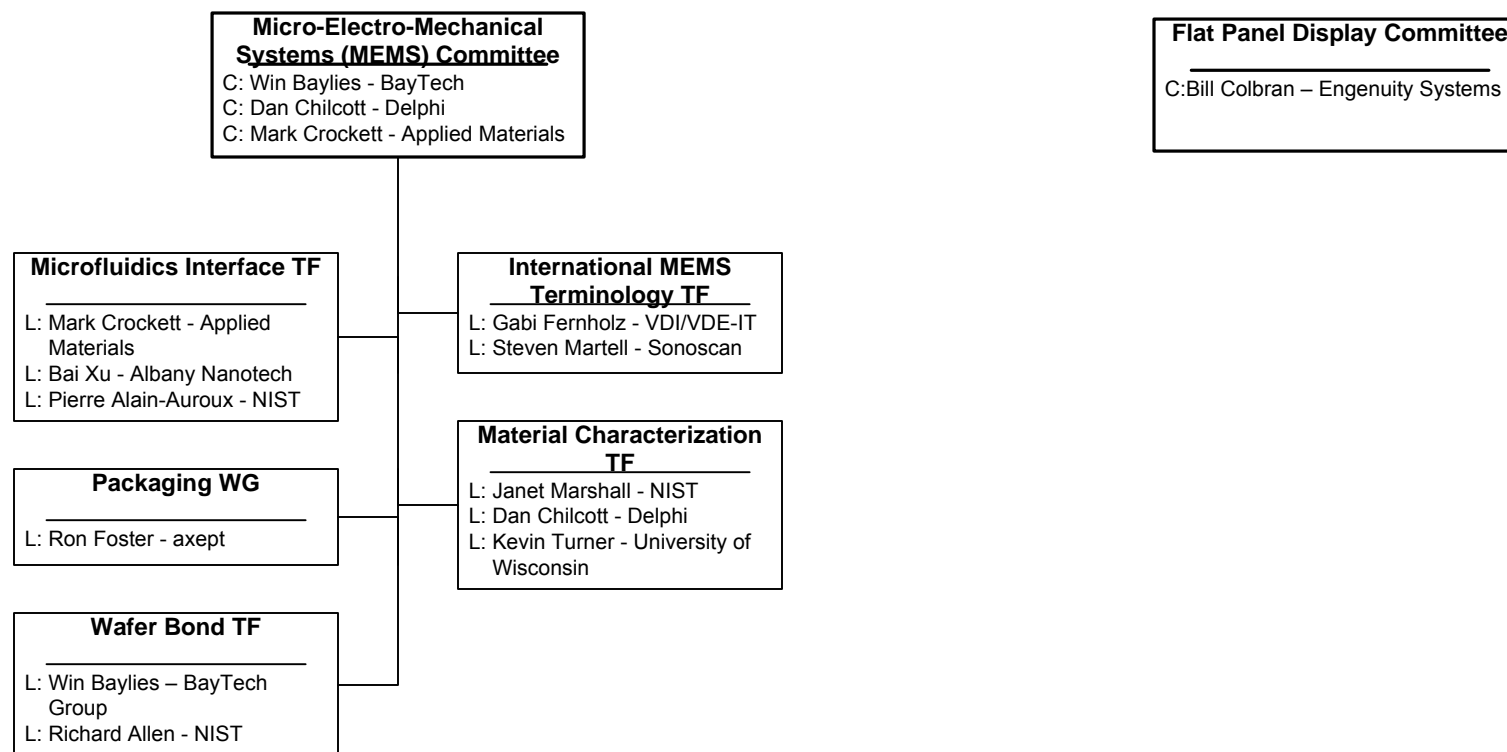 Micro-Electro-Mechanical
Systems (MEMS) Committee
C: Win Baylies - BayTech
C: Dan Chilcott - Delphi
C: Mark Crockett - Applied Materials
Flat Panel Display Committee
C:Bill Colbran – Engenuity Systems
Microfluidics Interface TF
L: Mark Crockett - Applied
Materials
L: Bai Xu - Albany Nanotech
L: Pierre Alain-Auroux - NIST
International MEMS
Terminology TF
L: Gabi Fernholz - VDI/VDE-IT
L: Steven Martell - Sonoscan
Packaging WG
L: Ron Foster - axept
Material Characterization
TF
L: Janet Marshall - NIST
L: Dan Chilcott - Delphi
L: Kevin Turner - University of
Wisconsin
Wafer Bond TF
L: Win Baylies – BayTech
Group
L: Richard Allen - NIST